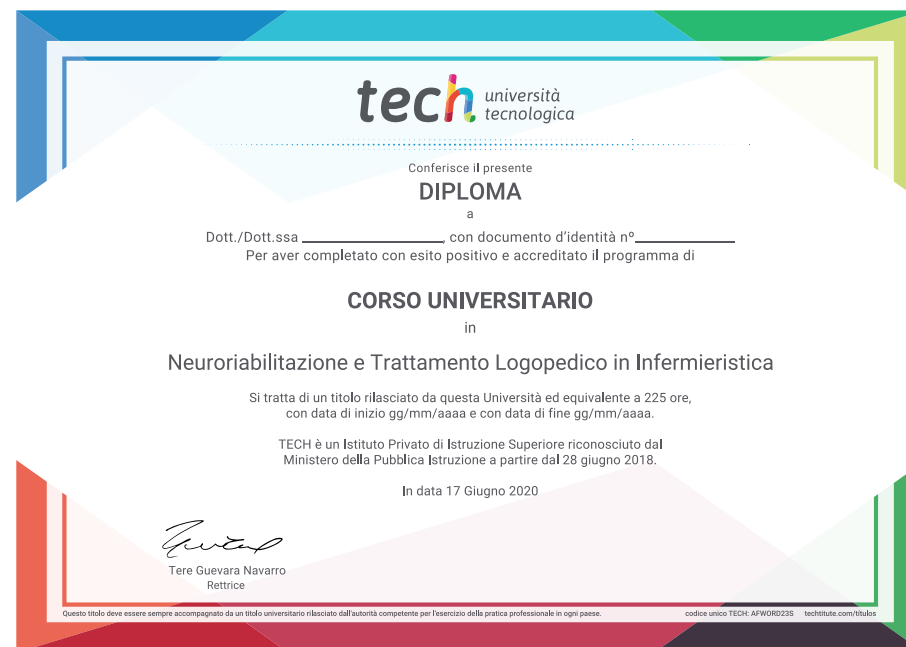 tech università
tecnologica
Conferisce il presente
DIPLOMA
a
Dott./Dott.ssa ____________________, con documento d'identità nº______________
Per aver completato con esito positivo e accreditato il programma di
CORSO UNIVERSITARIO
in
Neuroriabilitazione e Trattamento Logopedico in Infermieristica
Si tratta di un titolo rilasciato da questa Università ed equivalente a 225 ore,
con data di inizio gg/mm/aaaa e con data di fine gg/mm/aaaa.
TECH è un Istituto Privato di Istruzione Superiore riconosciuto dal
Ministero della Pubblica Istruzione a partire dal 28 giugno 2018.
In data 17 Giugno 2020
Tere Guevara Navarro
Rettrice
Questo titolo deve essere sempre accompagnato da un titolo universitario rilasciato dall'autorità competente per l'esercizio della pratica professionale in ogni paese. codice unico TECH: AFWORD23S techtitute.com/títulos